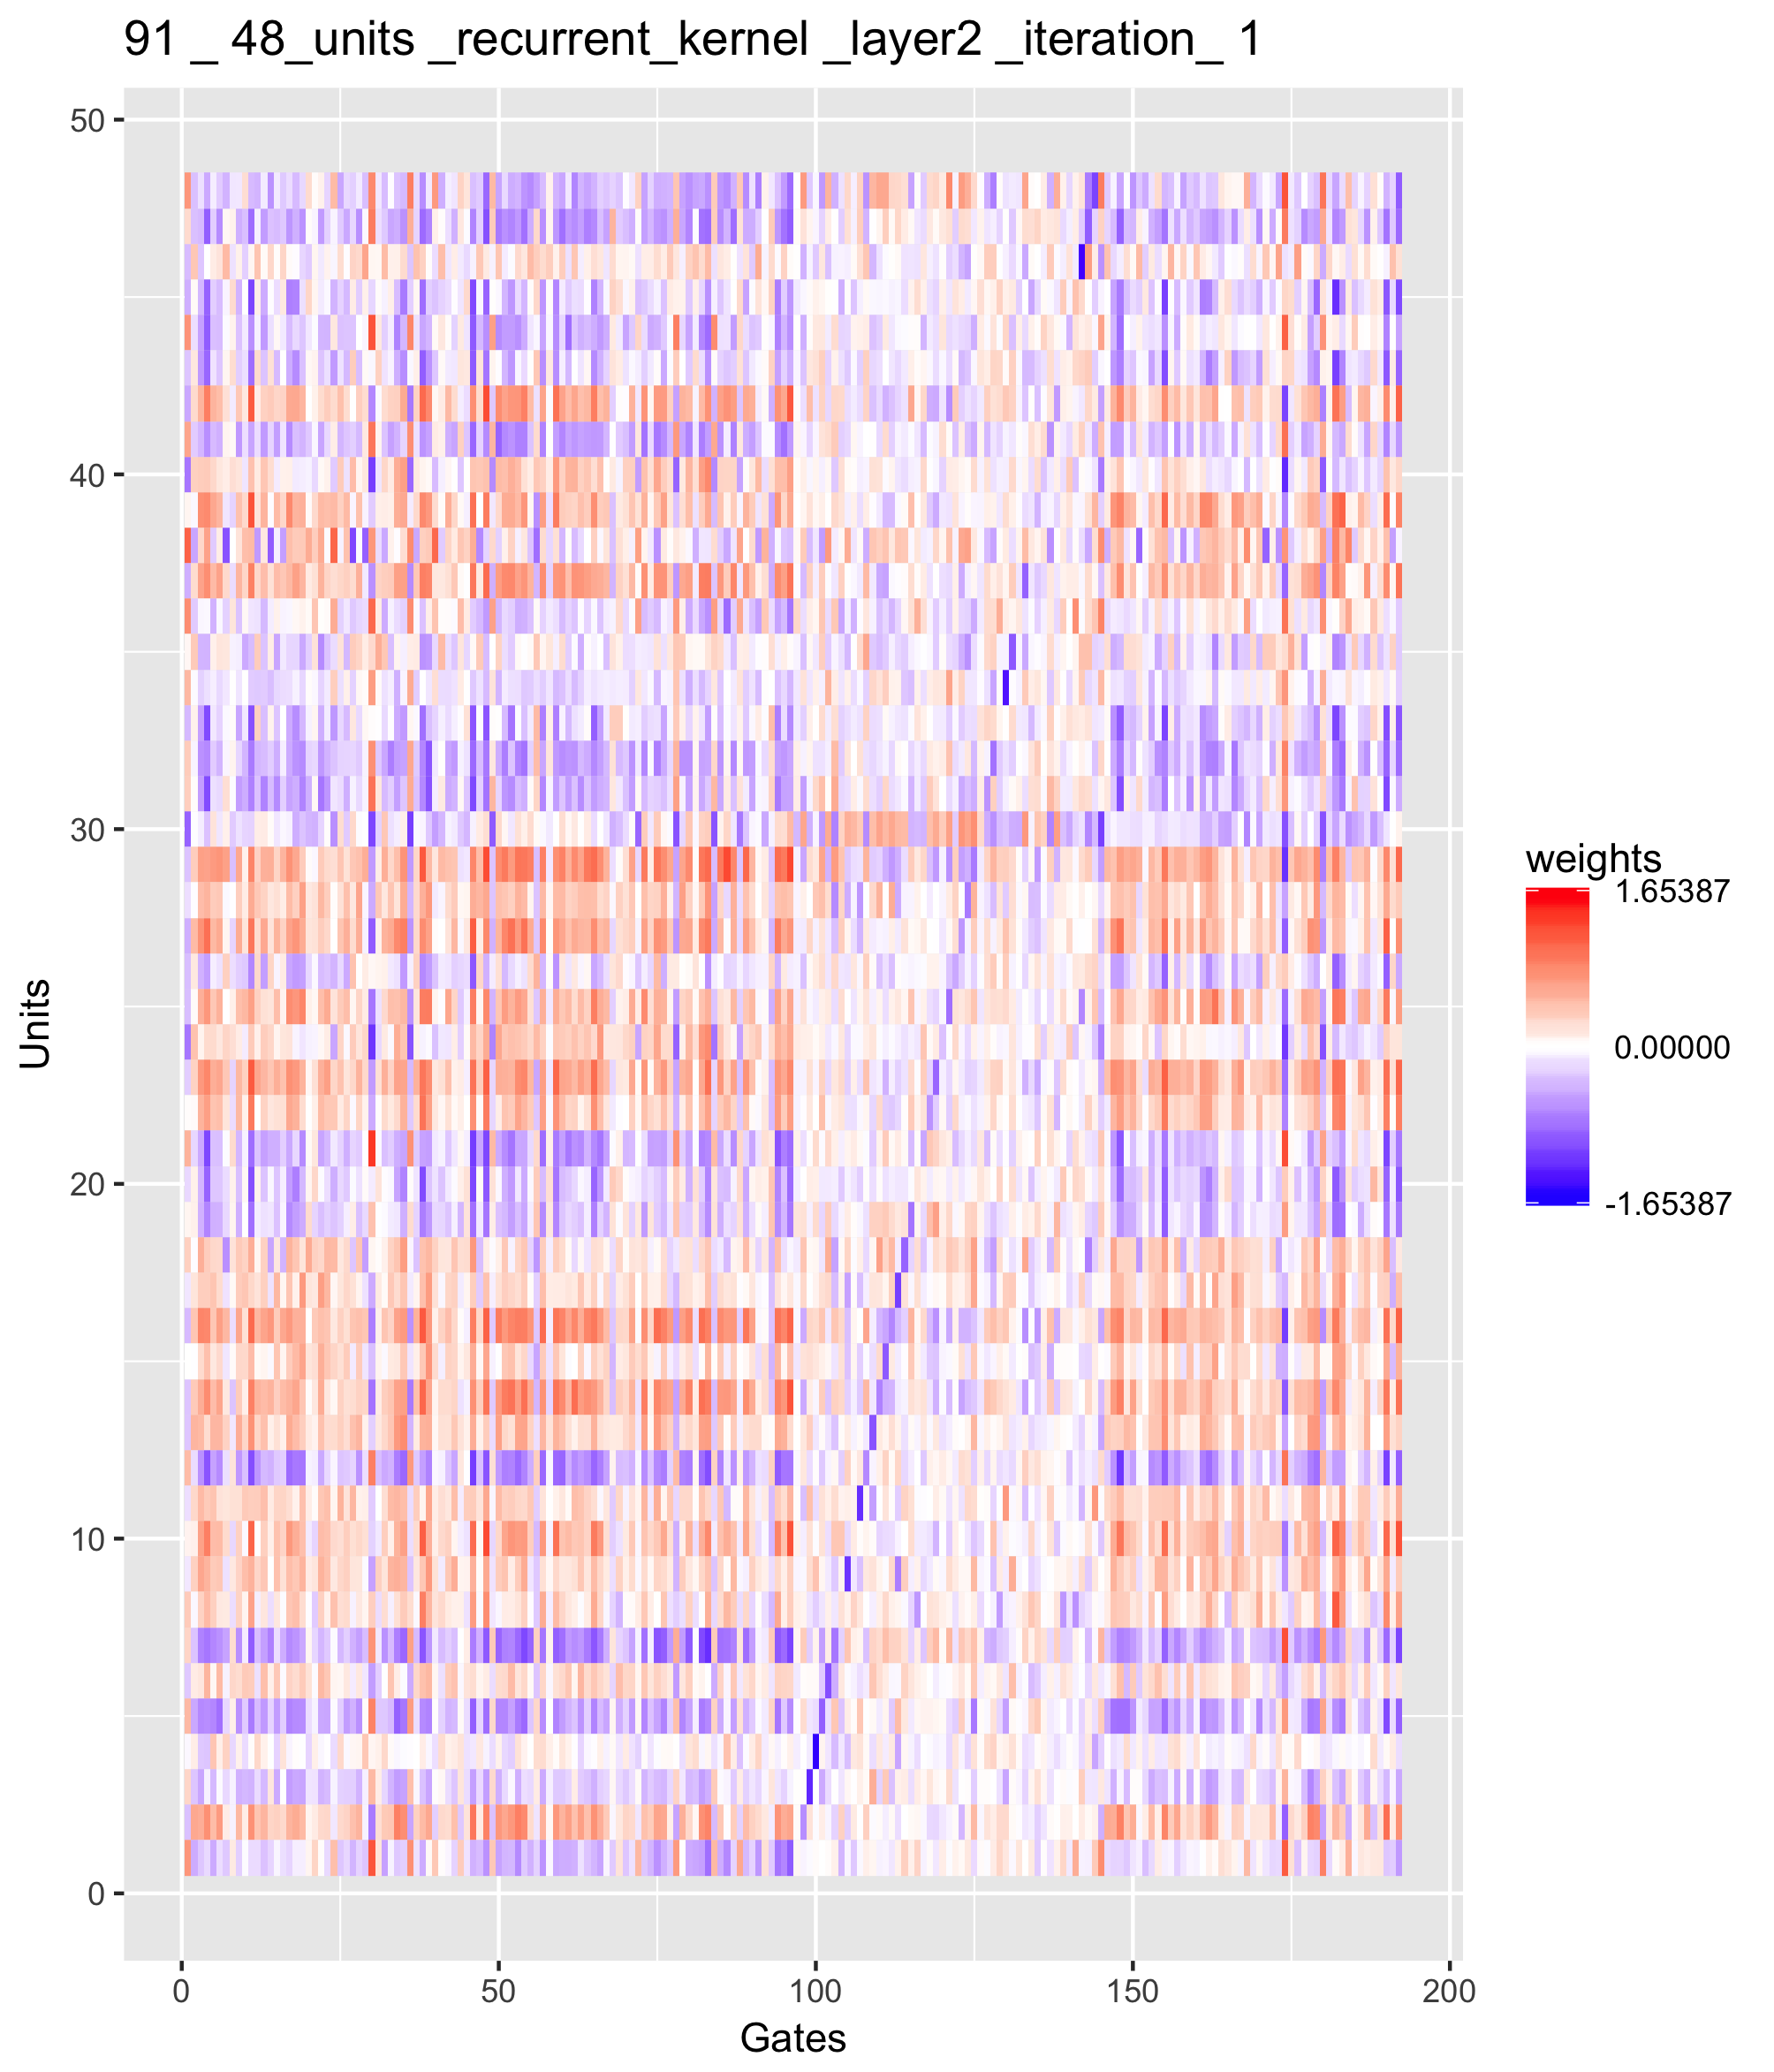 91 _ 48_units _recurrent_kernel _layer2 _iteration_ 1
50
40
30
20
10
0
Units
0 50 100 150 200
Gates
weights
1.65387
0.00000
-1.65387